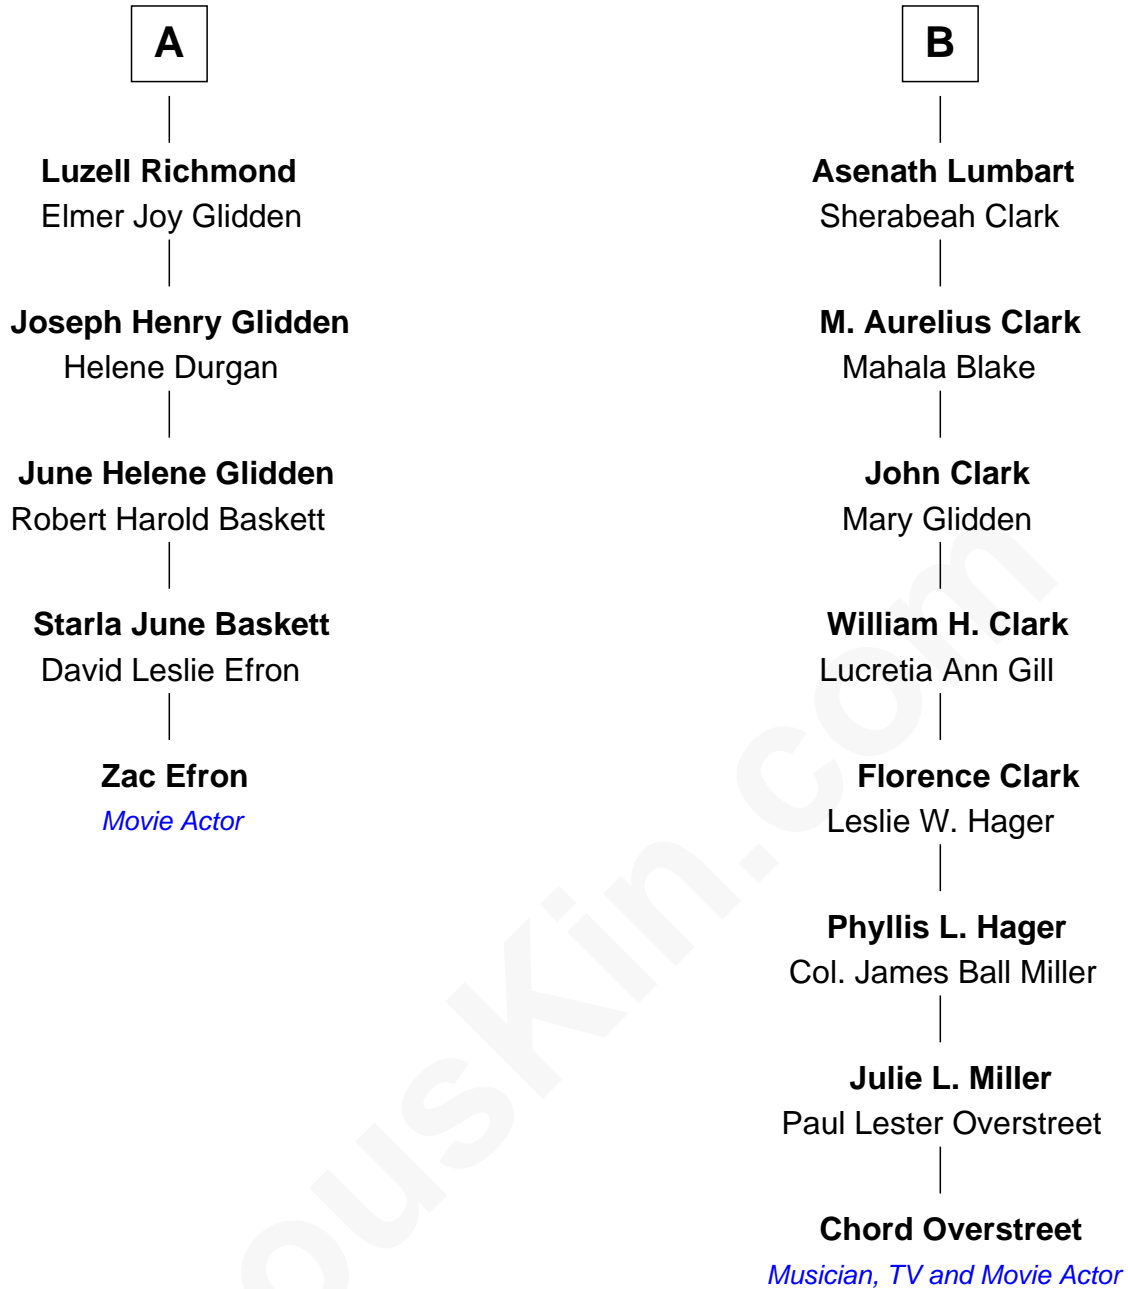 A
Luzell Richmond
Elmer Joy Glidden
Joseph Henry Glidden
Helene Durgan
June Helene Glidden
Robert Harold Baskett
Starla June Baskett
David Leslie Efron
Zac Efron
Movie Actor
B
Asenath Lumbart
Sherabeah Clark
M. Aurelius Clark
Mahala Blake
John Clark
Mary Glidden
William H. Clark
Lucretia Ann Gill
Florence Clark
Leslie W. Hager
Phyllis L. Hager
Col. James Ball Miller
Julie L. Miller
Paul Lester Overstreet
Chord Overstreet
Musician, TV and Movie Actor
ousKin.com